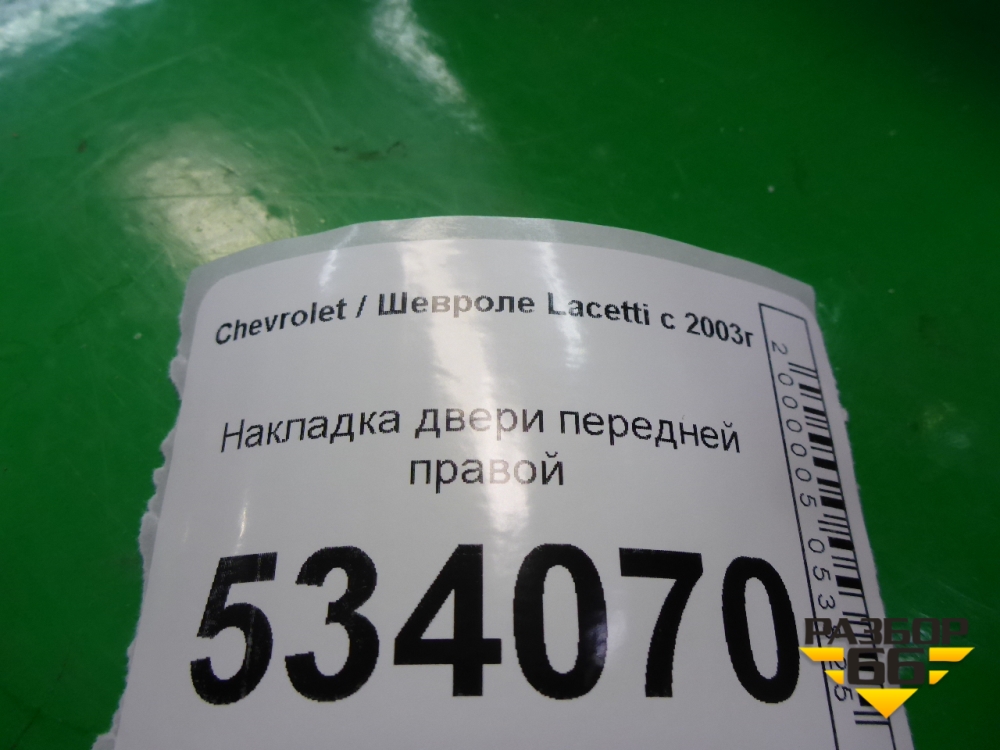 Chevrolet / Шевроле Lacetti с 2003г
Накладка двери передней
правой
534070
РАЗБОР
66